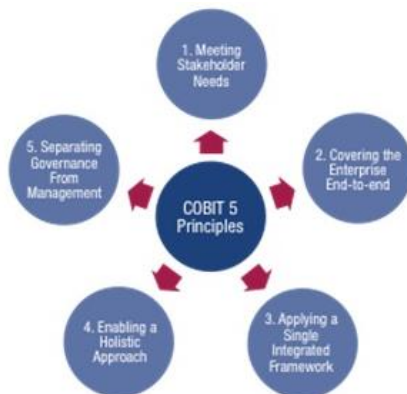 1. Meeting
Stakeholder
Needs
5. Separating
Governance
From
Management
2. Covering the
Enterprise
End-to-end
COBIT 5
Principles
4. Enabling a
Holistic
Approach
3. Applying a
Single
Integrated
Framework